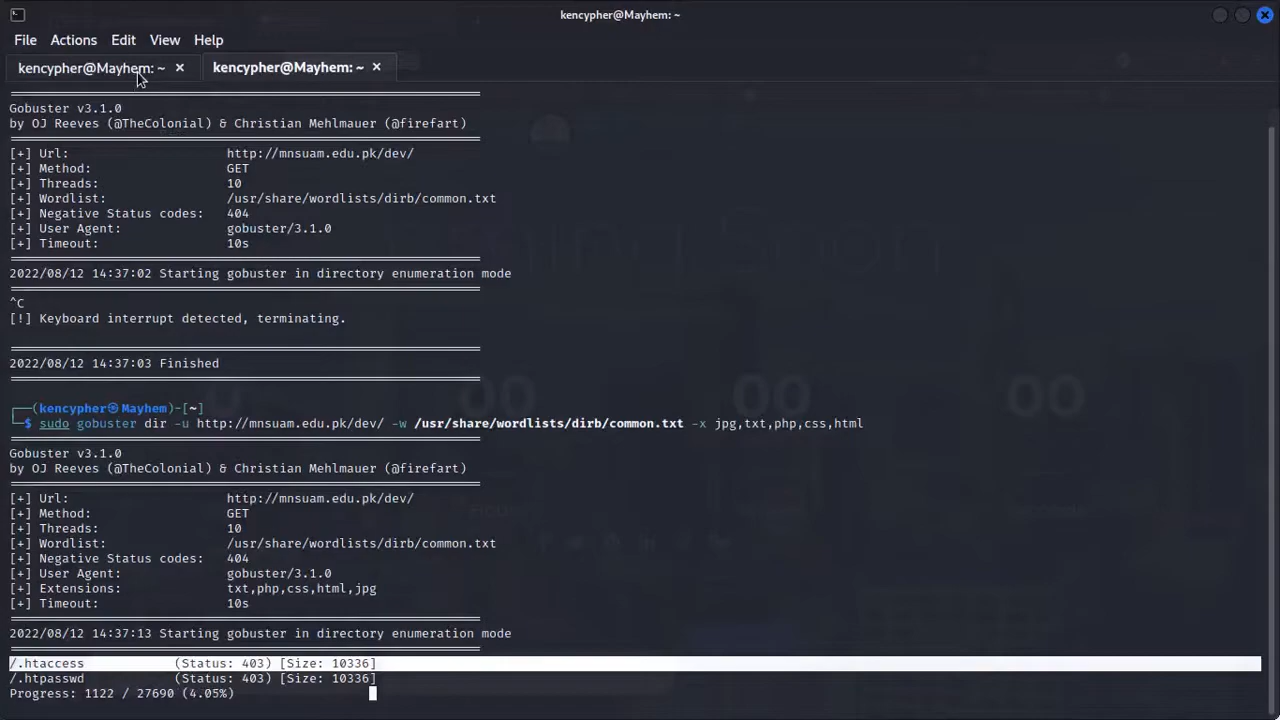 kencypher@Mayhem: ~
File Actions Edit View Help
kencypher@Mayhem: ~ × kencypher@Mayhem: ~ ×
Gobuster v3.1.0
by OJ Reeves (@TheColonial) & Christian Mehlmauer (@firefart)
[+] Url: http://mnsuam.edu.pk/dev/
[+] Method: GET
[+] Threads: 10
[+] Wordlist: /usr/share/wordlists/dirb/common.txt
[+] Negative Status codes: 404
[+] User Agent: gobuster/3.1.0
[+] Timeout: 10s
2022/08/12 14:37:02 Starting gobuster in directory enumeration mode
^C
[!] Keyboard interrupt detected, terminating.
2022/08/12 14:37:03 Finished
┌──(kencypher㉿Mayhem)-[~]
└─$ sudo gobuster dir -u http://mnsuam.edu.pk/dev/ -w /usr/share/wordlists/dirb/common.txt -x jpg,txt,php,css,html
Gobuster v3.1.0
by OJ Reeves (@TheColonial) & Christian Mehlmauer (@firefart)
[+] Url: http://mnsuam.edu.pk/dev/
[+] Method: GET
[+] Threads: 10
[+] Wordlist: /usr/share/wordlists/dirb/common.txt
[+] Negative Status codes: 404
[+] User Agent: gobuster/3.1.0
[+] Extensions: txt,php,css,html,jpg
[+] Timeout: 10s
2022/08/12 14:37:13 Starting gobuster in directory enumeration mode
/.htaccess (Status: 403) [Size: 10336]
/.htpasswd (Status: 403) [Size: 10336]
Progress: 1122 / 27690 (4.05%)